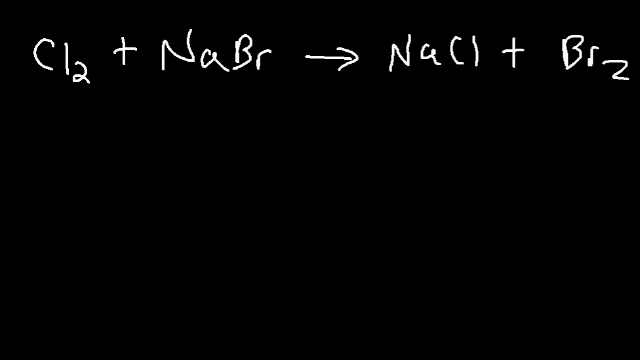 Cl₂ + NaBr → NaCl + Br₂